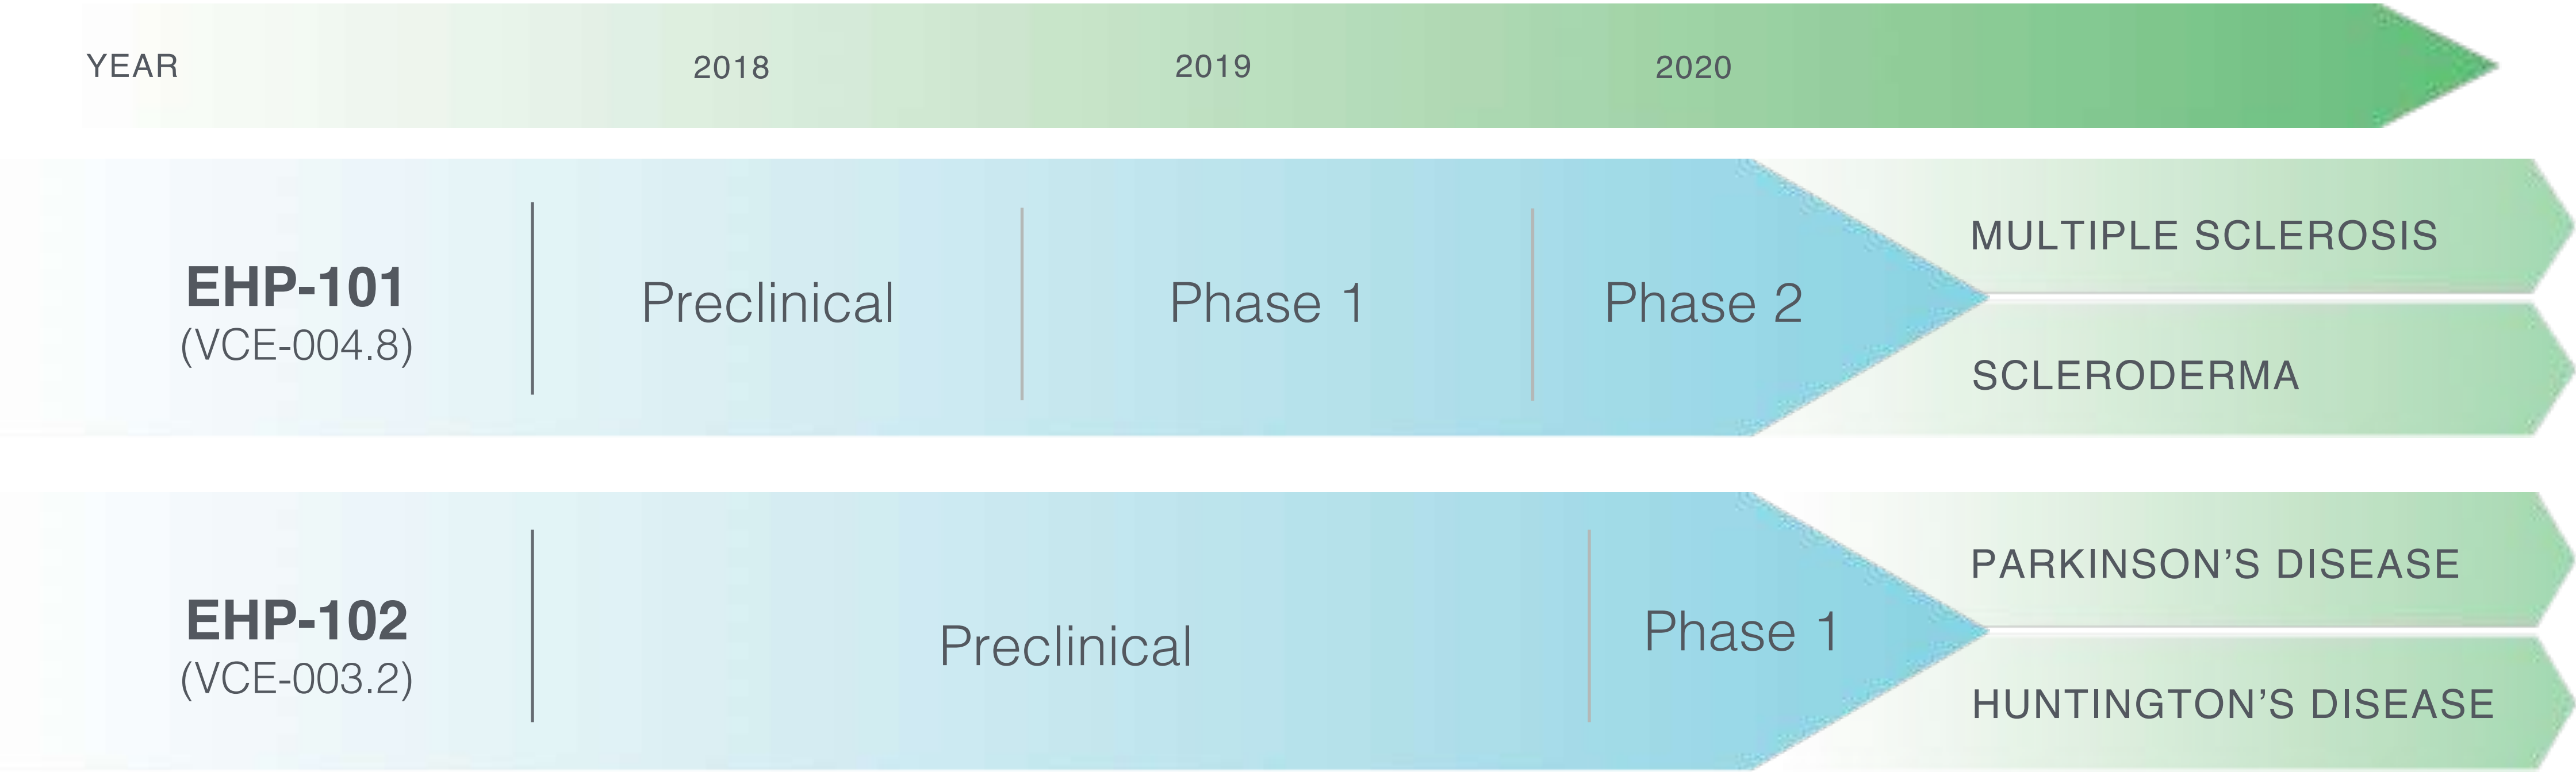 YEAR 2018 2019 2020
EHP-101
(VCE-004.8)
Preclinical
Phase 1
Phase 2
MULTIPLE SCLEROSIS
SCLERODERMA
EHP-102
(VCE-003.2)
Preclinical
Phase 1
PARKINSON’S DISEASE
HUNTINGTON’S DISEASE